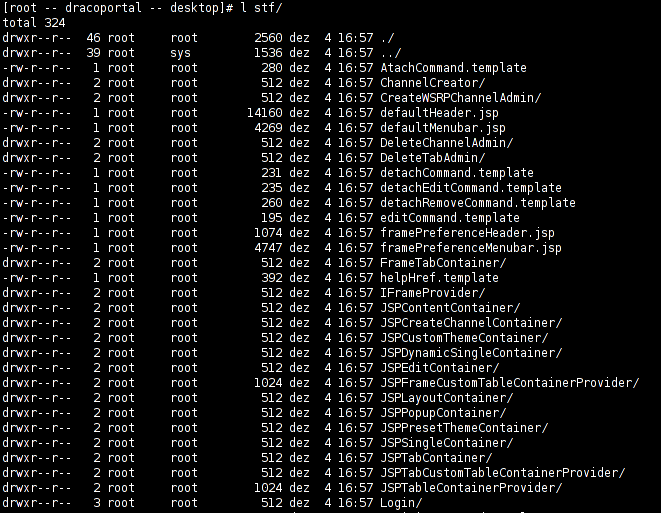 [root -- dracoportal -- desktop]# l stf/
total 324
drwxr--r-- 46 root root 2560 dez 4 16:57 ./
drwxr--r-- 39 root sys 1536 dez 4 16:57 ../
-rw-r--r-- 1 root root 280 dez 4 16:57 AtachCommand.template
drwxr--r-- 2 root root 512 dez 4 16:57 ChannelCreator/
drwxr--r-- 2 root root 512 dez 4 16:57 CreateWSRPChannelAdmin/
-rw-r--r-- 1 root root 14160 dez 4 16:57 defaultHeader.jsp
-rw-r--r-- 1 root root 4269 dez 4 16:57 defaultMenubar.jsp
drwxr--r-- 2 root root 512 dez 4 16:57 DeleteChannelAdmin/
drwxr--r-- 2 root root 512 dez 4 16:57 DeleteTabAdmin/
-rw-r--r-- 1 root root 231 dez 4 16:57 detachCommand.template
-rw-r--r-- 1 root root 235 dez 4 16:57 detachEditCommand.template
-rw-r--r-- 1 root root 260 dez 4 16:57 detachRemoveCommand.template
-rw-r--r-- 1 root root 195 dez 4 16:57 editCommand.template
-rw-r--r-- 1 root root 1074 dez 4 16:57 framePreferenceHeader.jsp
-rw-r--r-- 1 root root 4747 dez 4 16:57 framePreferenceMenubar.jsp
drwxr--r-- 2 root root 512 dez 4 16:57 FrameTabContainer/
-rw-r--r-- 1 root root 392 dez 4 16:57 helpHref.template
drwxr--r-- 2 root root 512 dez 4 16:57 IFrameProvider/
drwxr--r-- 2 root root 512 dez 4 16:57 JSPContentContainer/
drwxr--r-- 2 root root 512 dez 4 16:57 JSPCreateChannelContainer/
drwxr--r-- 2 root root 512 dez 4 16:57 JSPCustomThemeContainer/
drwxr--r-- 2 root root 512 dez 4 16:57 JSPDynamicSingleContainer/
drwxr--r-- 2 root root 512 dez 4 16:57 JSPEditContainer/
drwxr--r-- 2 root root 1024 dez 4 16:57 JSPFrameCustomTableContainerProvider/
drwxr--r-- 2 root root 512 dez 4 16:57 JSPLayoutContainer/
drwxr--r-- 2 root root 512 dez 4 16:57 JSPPopupContainer/
drwxr--r-- 2 root root 512 dez 4 16:57 JSPPresetThemeContainer/
drwxr--r-- 2 root root 512 dez 4 16:57 JSPSingleContainer/
drwxr--r-- 2 root root 512 dez 4 16:57 JSPTabContainer/
drwxr--r-- 2 root root 512 dez 4 16:57 JSPTabCustomTableContainerProvider/
drwxr--r-- 2 root root 1024 dez 4 16:57 JSPTableContainerProvider/
drwxr--r-- 3 root root 512 dez 4 16:57 Login/